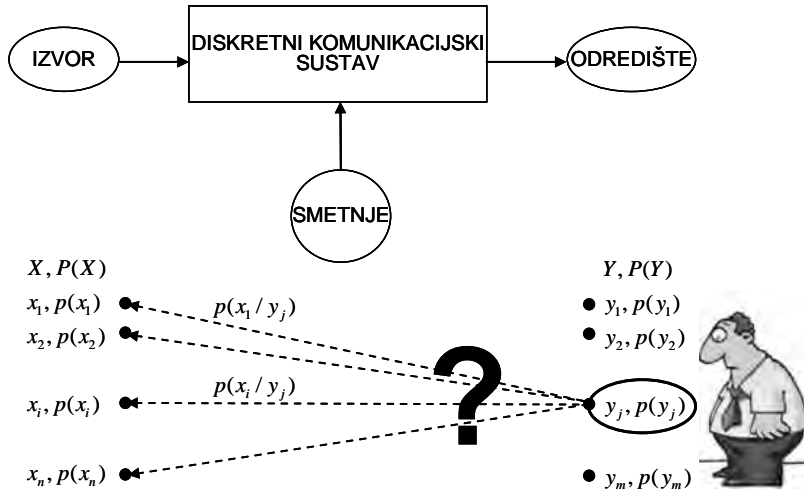 IZVOR
DISKRETNI KOMUNIKACIJSKI
SUSTAV
ODREDIŠTE
SMETNJE
X, P(X)
Y, P(Y)
x₁, p(x₁)
p(x₁ / yⱼ)
y₁, p(y₁)
x₂, p(x₂)
y₂, p(y₂)
?
xᵢ, p(xᵢ)
p(xᵢ / yⱼ)
yⱼ, p(yⱼ)
xₙ, p(xₙ)
yₘ, p(yₘ)